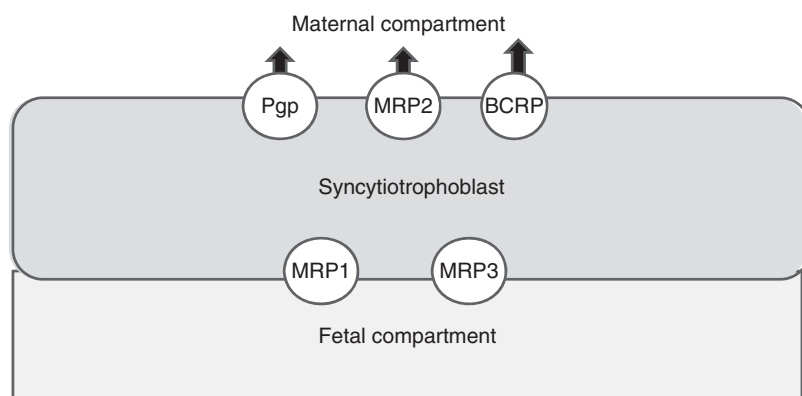 Maternal compartment
Pgp MRP2 BCRP
Syncytiotrophoblast
MRP1 MRP3
Fetal compartment